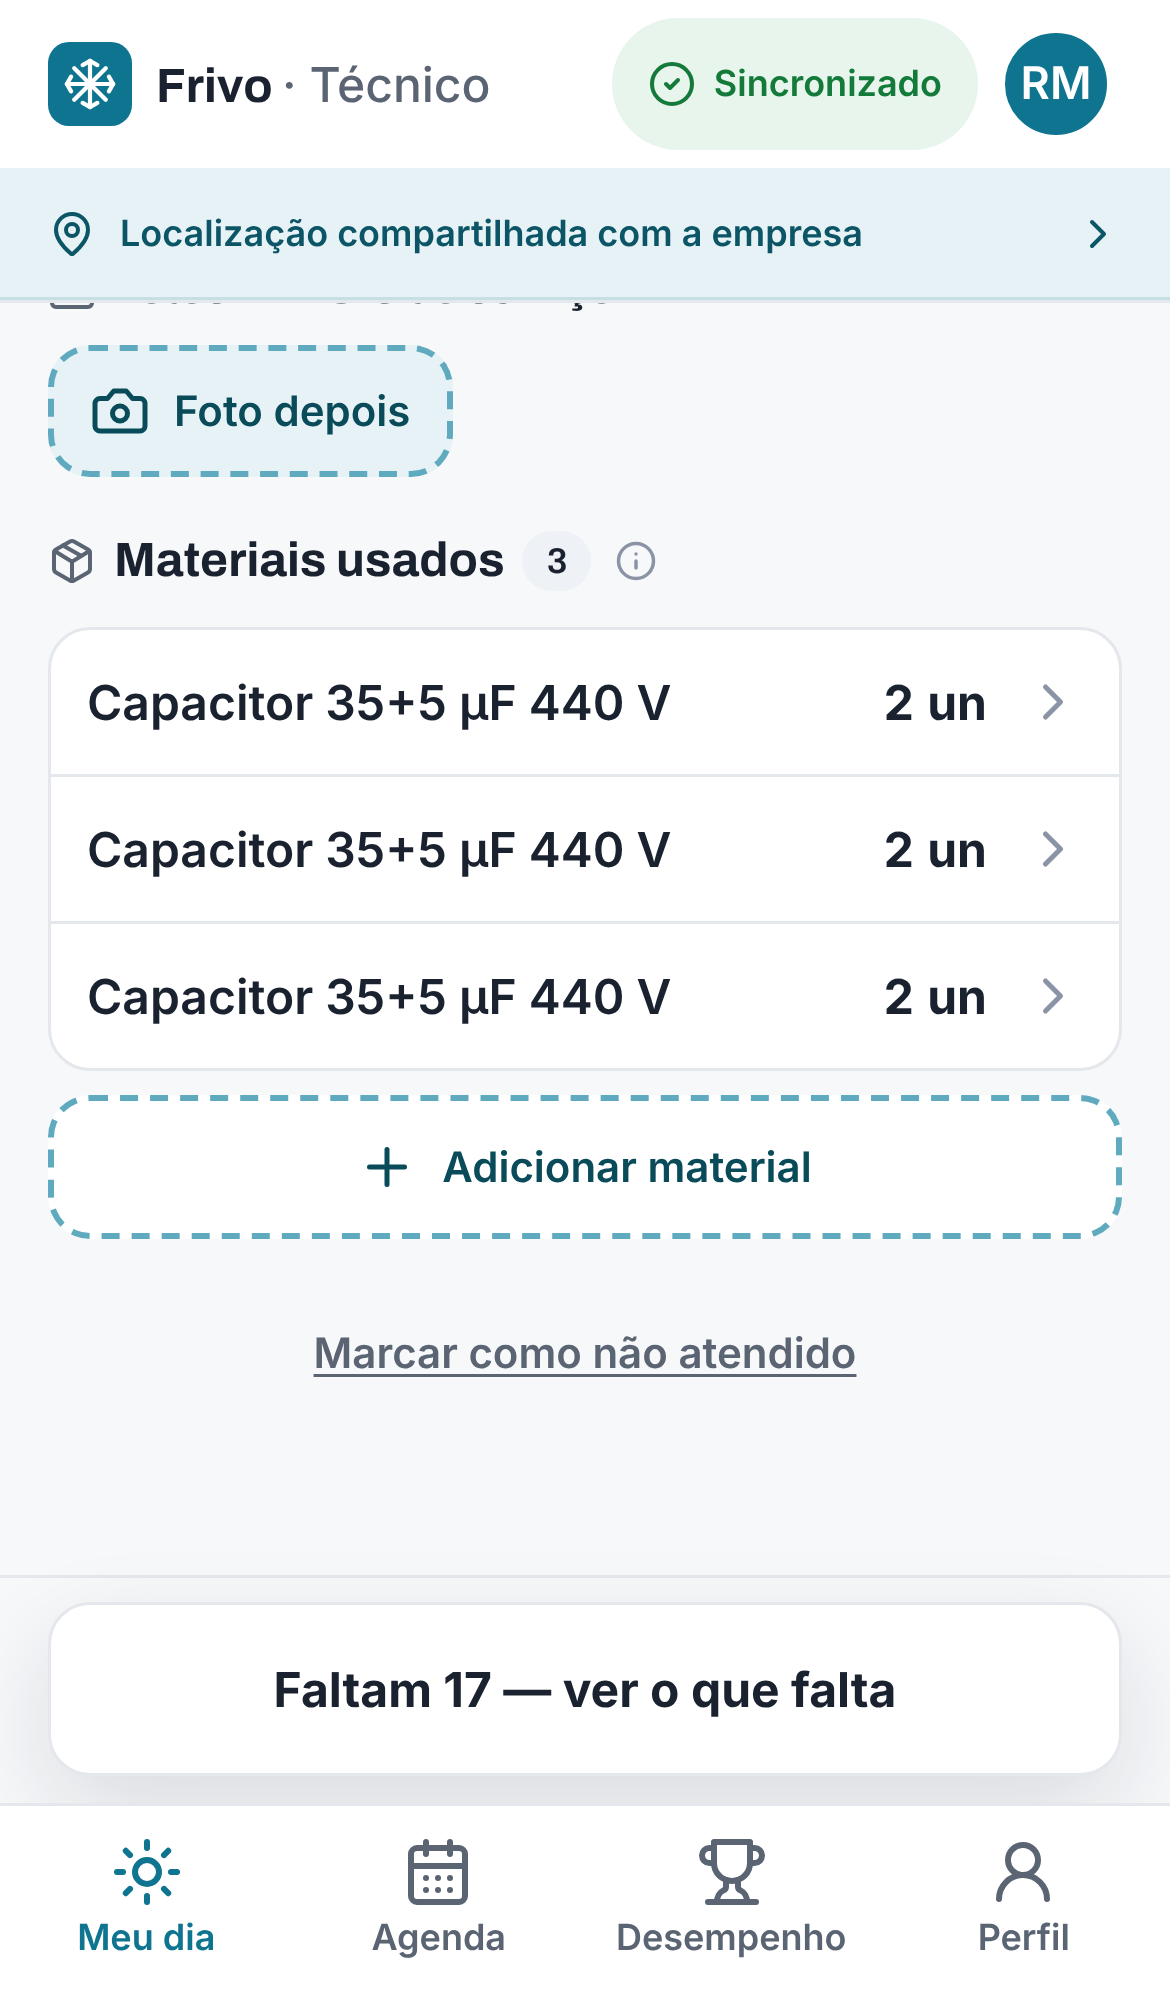 Frivo · Técnico
Sincronizado
RM
Localização compartilhada com a empresa
Foto depois
Materiais usados 3
Capacitor 35+5 µF 440 V 2 un
Capacitor 35+5 µF 440 V 2 un
Capacitor 35+5 µF 440 V 2 un
Adicionar material
Marcar como não atendido
Faltam 17 — ver o que falta
Meu dia
Agenda
Desempenho
Perfil